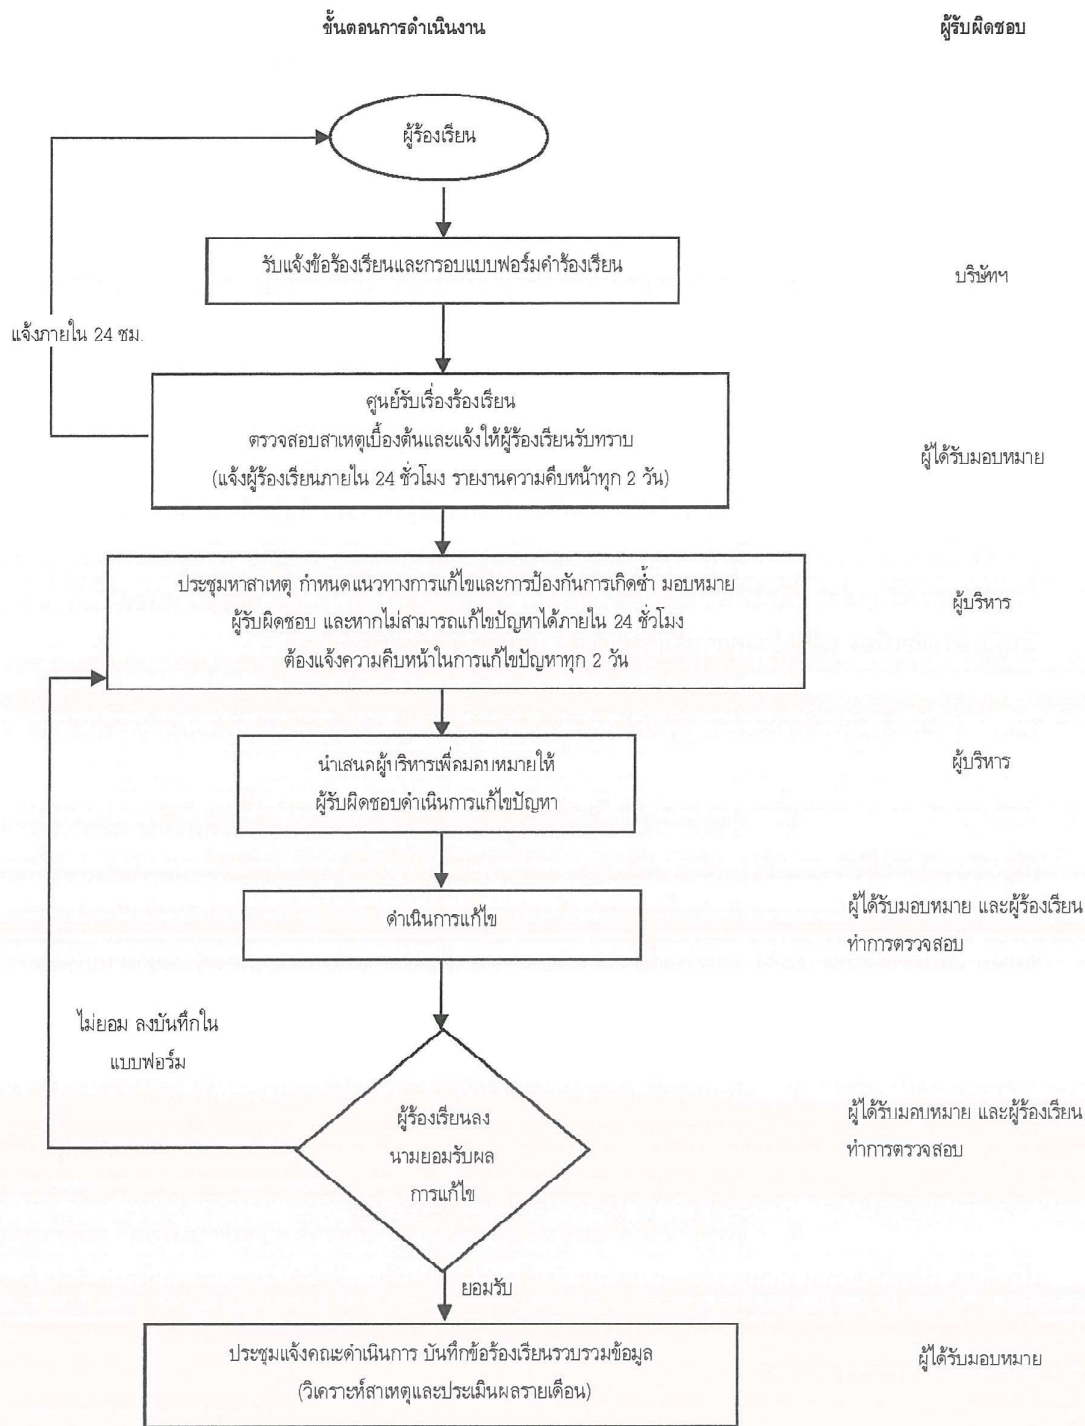 ขั้นตอนการดำเนินงาน
ผู้รับผิดชอบ
ผู้ร้องเรียน
รับแจ้งข้อร้องเรียนและกรอบแบบฟอร์มคำร้องเรียน
บริษัทฯ
แจ้งภายใน 24 ชม.
ศูนย์รับเรื่องร้องเรียน
ตรวจสอบสาเหตุเบื้องต้นและแจ้งให้ผู้ร้องเรียนรับทราบ
(แจ้งผู้ร้องเรียนภายใน 24 ชั่วโมง รายงานความคืบหน้าทุก 2 วัน)
ผู้ได้รับมอบหมาย
ประชุมหาสาเหตุ กำหนดแนวทางการแก้ไขและการป้องกันการเกิดซ้ำ มอบหมาย
ผู้รับผิดชอบ และหากไม่สามารถแก้ไขปัญหาได้ภายใน 24 ชั่วโมง
ต้องแจ้งความคืบหน้าในการแก้ไขปัญหาทุก 2 วัน
ผู้บริหาร
นำเสนอผู้บริหารเพื่อมอบหมายให้
ผู้รับผิดชอบดำเนินการแก้ไขปัญหา
ผู้บริหาร
ดำเนินการแก้ไข
ผู้ได้รับมอบหมาย และผู้ร้องเรียน
ทำการตรวจสอบ
ไม่ยอม ลงบันทึกใน
แบบฟอร์ม
ผู้ร้องเรียนลง
นามยอมรับผล
การแก้ไข
ผู้ได้รับมอบหมาย และผู้ร้องเรียน
ทำการตรวจสอบ
ยอมรับ
ประชุมแจ้งคณะดำเนินการ บันทึกข้อร้องเรียนรวบรวมข้อมูล
(วิเคราะห์สาเหตุและประเมินผลรายเดือน)
ผู้ได้รับมอบหมาย